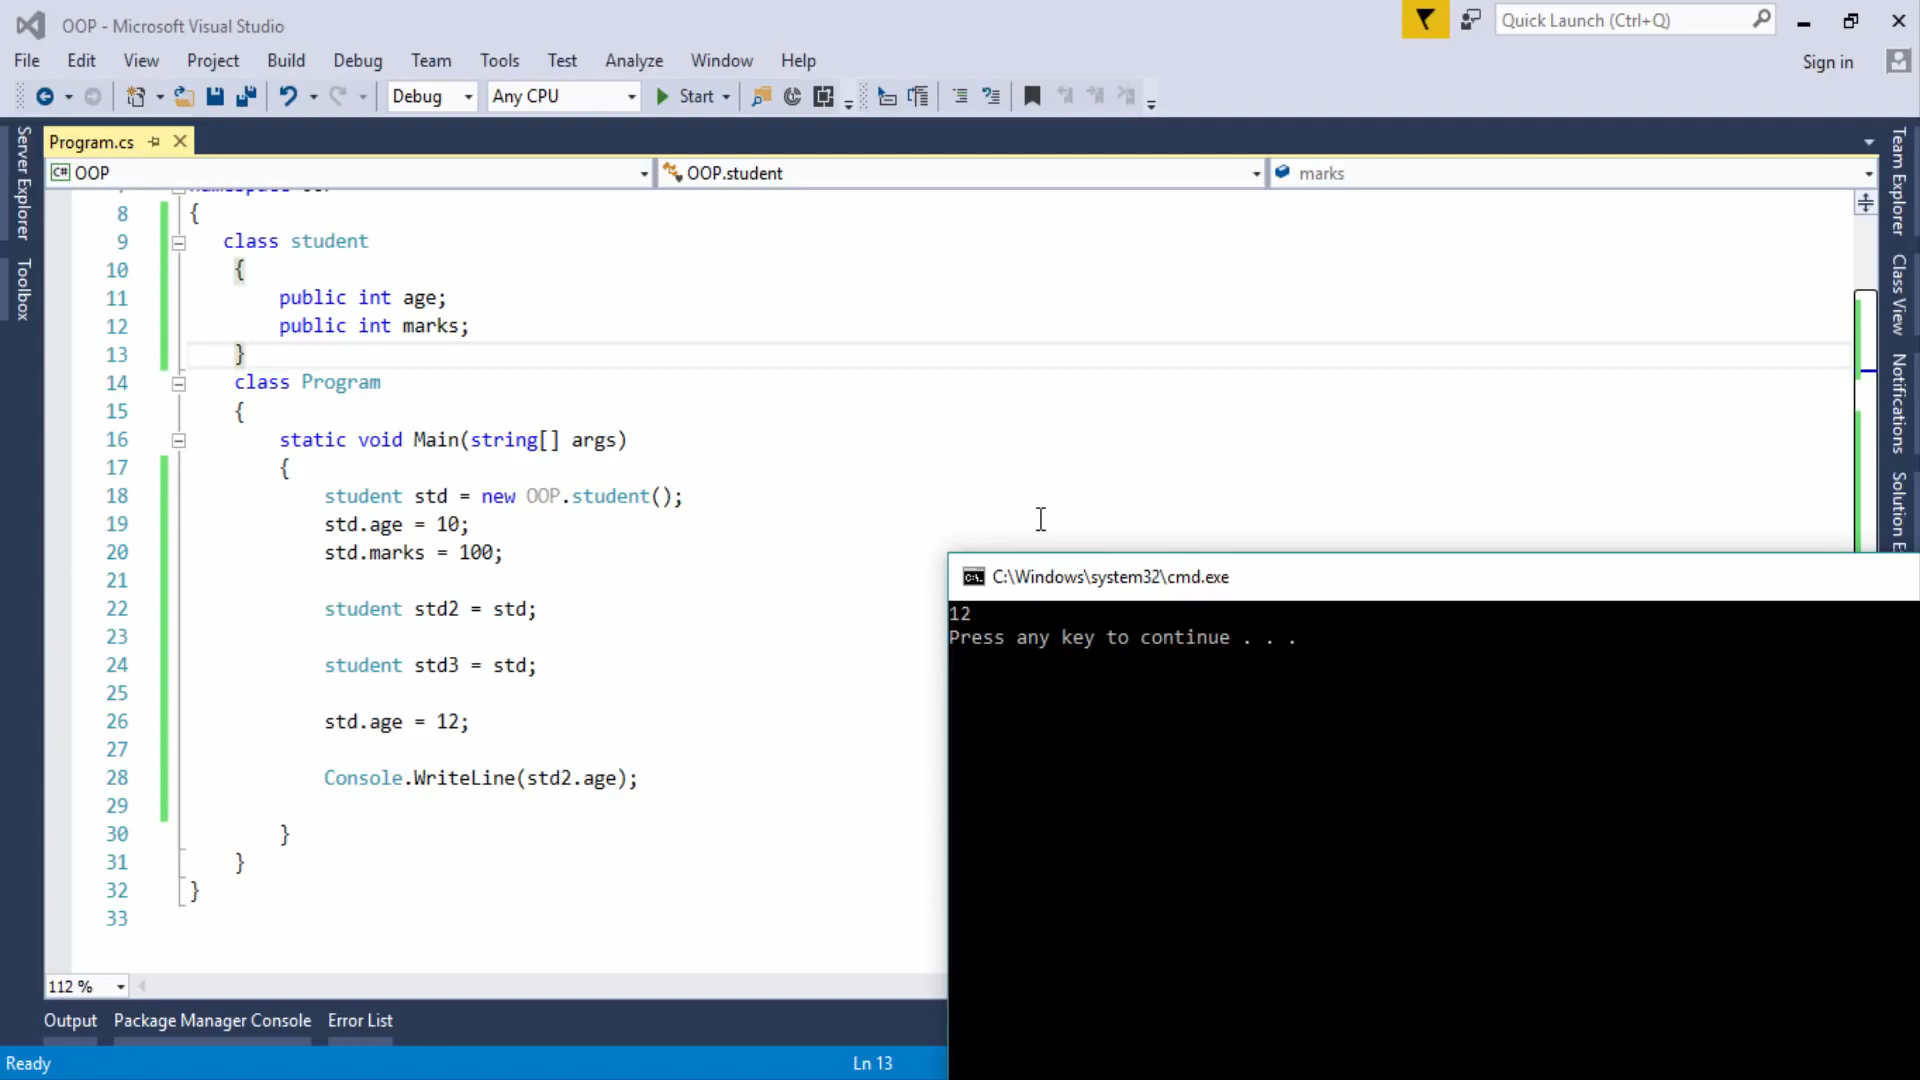 OOP - Microsoft Visual Studio
Quick Launch (Ctrl+Q)
File Edit View Project Build Debug Team Tools Test Analyze Window Help
Sign in
Debug Any CPU Start
Program.cs
C# OOP OOP.student marks
Server Explorer
Toolbox
8 {
9 class student
10 {
11 public int age;
12 public int marks;
13 }
14 class Program
15 {
16 static void Main(string[] args)
17 {
18 student std = new OOP.student();
19 std.age = 10;
20 std.marks = 100;
21
22 student std2 = std;
23
24 student std3 = std;
25
26 std.age = 12;
27
28 Console.WriteLine(std2.age);
29
30 }
31 }
32 }
33
Team Explorer
Class View
Notifications
Solution
C:\Windows\system32\cmd.exe
12
Press any key to continue . . .
112 %
Output Package Manager Console Error List
Ready Ln 13